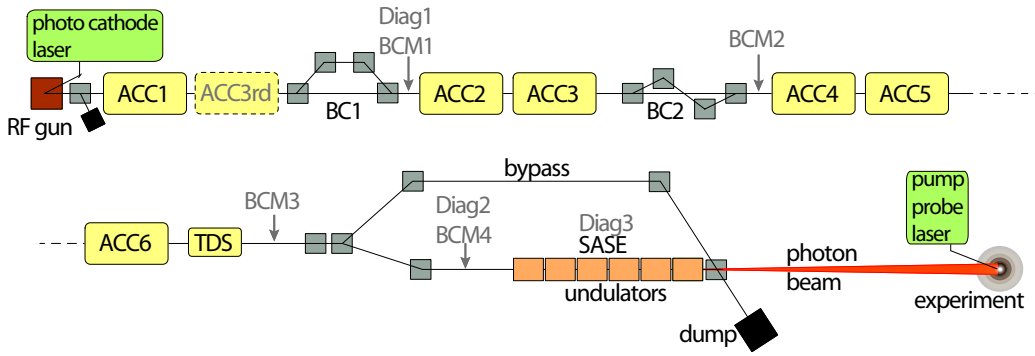 photo cathode
laser
RF gun
ACC1
ACC3rd
BC1
Diag1
BCM1
ACC2
ACC3
BC2
BCM2
ACC4
ACC5
ACC6
TDS
BCM3
bypass
Diag2
BCM4
Diag3
SASE
undulators
dump
photon
beam
pump
probe
laser
experiment